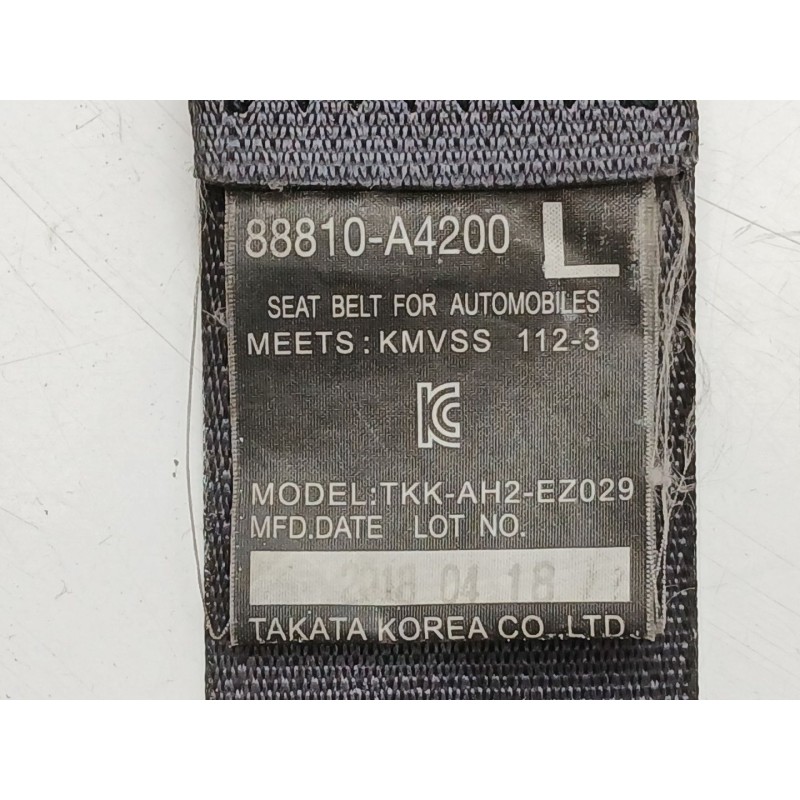 88810-A4200 L
SEAT BELT FOR AUTOMOBILES
MEETS : KMVSS 112-3
KC
MODEL:TKK-AH2-EZ029
MFD.DATE LOT NO.
2018 04 18
TAKATA KOREA CO.,LTD